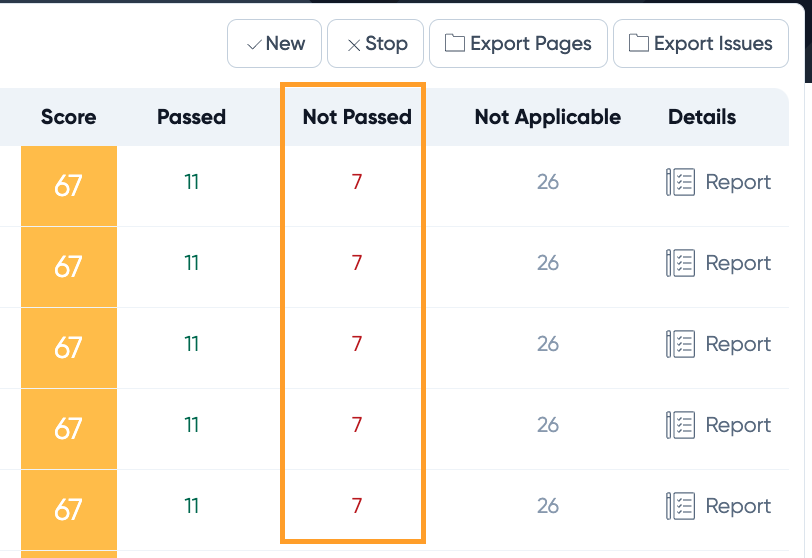 New Stop Export Pages Export Issues
Score Passed Not Passed Not Applicable Details
67 11 7 26 Report
67 11 7 26 Report
67 11 7 26 Report
67 11 7 26 Report
67 11 7 26 Report